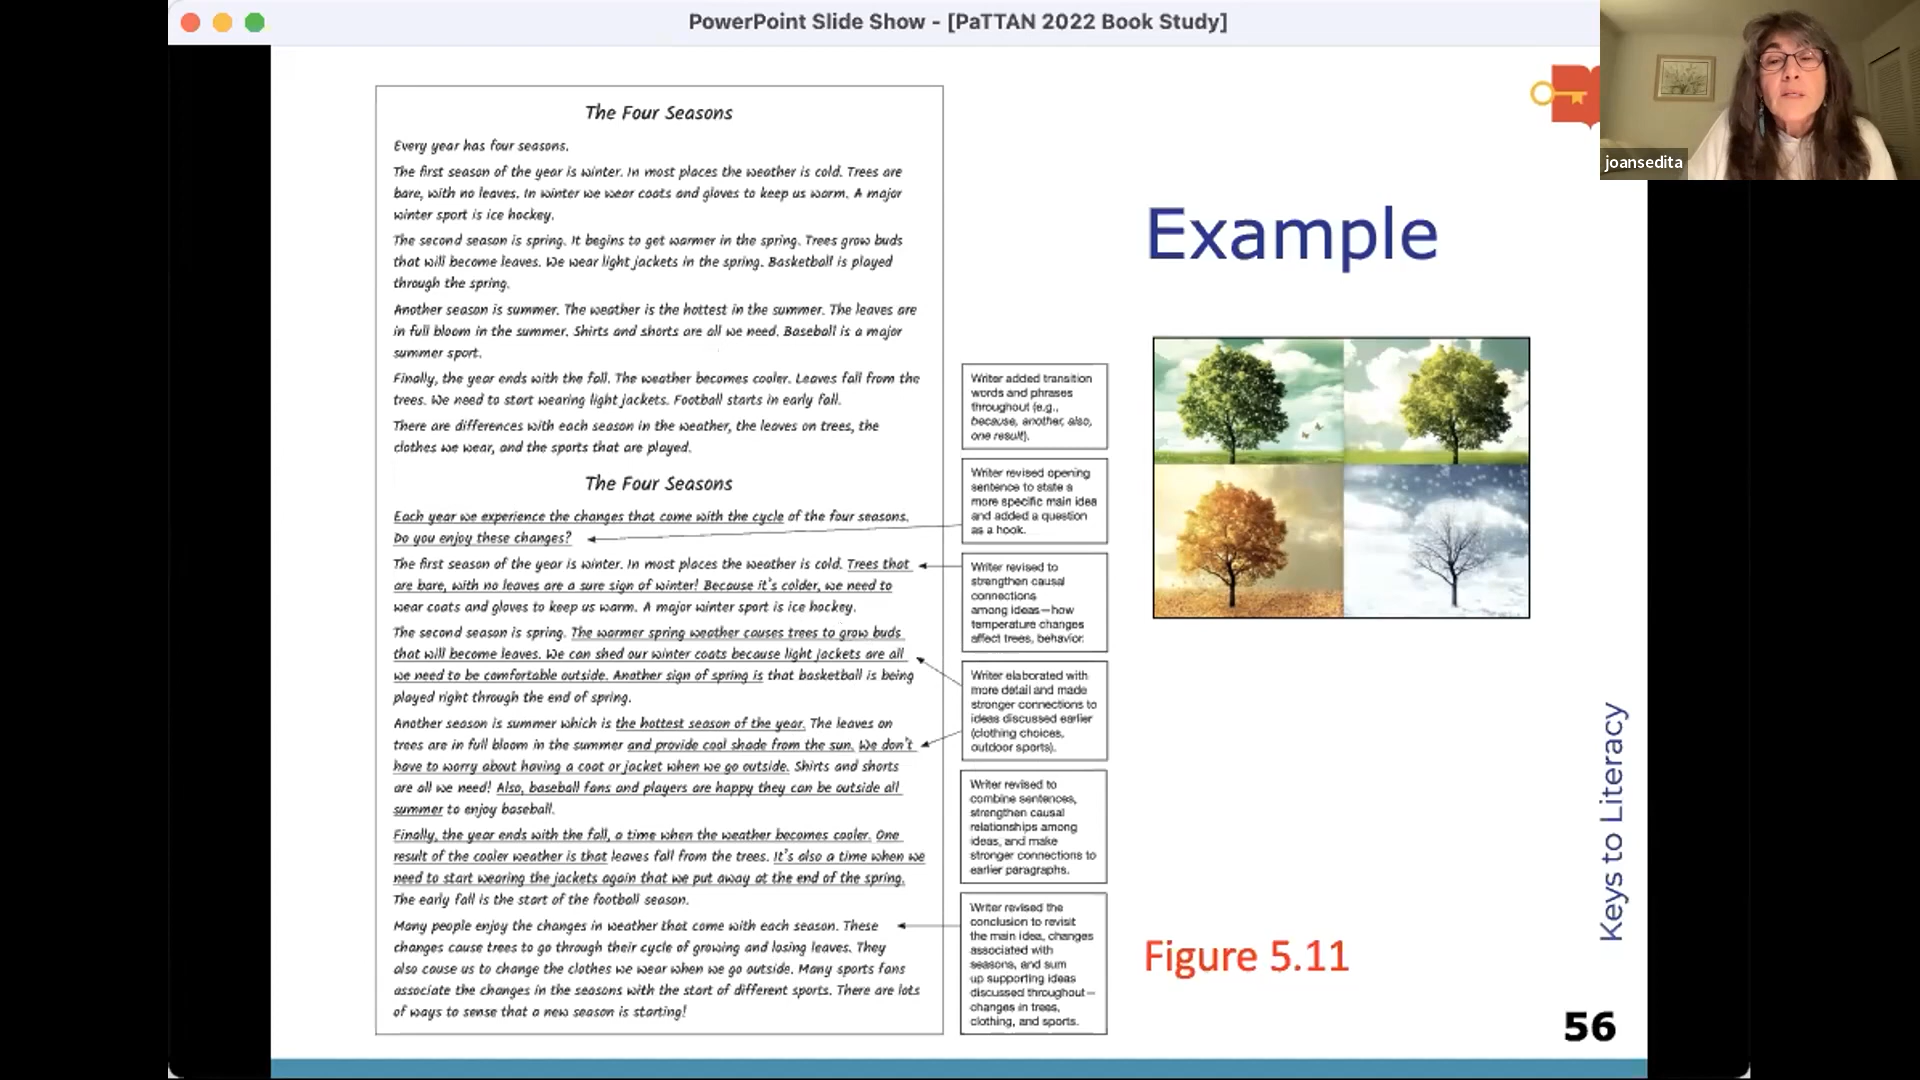 PowerPoint Slide Show - [PaTTAN 2022 Book Study]
joansedita
The Four Seasons
Every year has four seasons.
The first season of the year is winter. In most places the weather is cold. Trees are
bare, with no leaves. In winter we wear coats and gloves to keep us warm. A major
winter sport is ice hockey.
The second season is spring. It begins to get warmer in the spring. Trees grow buds
that will become leaves. We wear light jackets in the spring. Basketball is played
through the spring.
Another season is summer. The weather is the hottest in the summer. The leaves are
in full bloom in the summer. Shirts and shorts are all we need. Baseball is a major
summer sport.
Finally, the year ends with the fall. The weather becomes cooler. Leaves fall from the
trees. We need to start wearing light jackets. Football starts in early fall.
There are differences with each season in the weather, the leaves on trees, the
clothes we wear, and the sports that are played.
The Four Seasons
Each year we experience the changes that come with the cycle of the four seasons.
Do you enjoy these changes?
The first season of the year is winter. In most places the weather is cold. Trees that
are bare, with no leaves are a sure sign of winter! Because it's colder, we need to
wear coats and gloves to keep us warm. A major winter sport is ice hockey.
The second season is spring. The warmer spring weather causes trees to grow buds
that will become leaves. We can shed our winter coats because light jackets are all
we need to be comfortable outside. Another sign of spring is that basketball is being
played right through the end of spring.
Another season is summer which is the hottest season of the year. The leaves on
trees are in full bloom in the summer and provide cool shade from the sun. We don't
have to worry about having a coat or jacket when we go outside. Shirts and shorts
are all we need! Also, baseball fans and players are happy they can be outside all
summer to enjoy baseball.
Finally, the year ends with the fall, a time when the weather becomes cooler. One
result of the cooler weather is that leaves fall from the trees. It's also a time when we
need to start wearing the jackets again that we put away at the end of the spring.
The early fall is the start of the football season.
Many people enjoy the changes in weather that come with each season. These
changes cause trees to go through their cycle of growing and losing leaves. They
also cause us to change the clothes we wear when we go outside. Many sports fans
associate the changes in the seasons with the start of different sports. There are lots
of ways to sense that a new season is starting!
Writer added transition
words and phrases
throughout (e.g.,
because, another, also,
one result).
Writer revised opening
sentence to state a
more specific main idea
and added a question
as a hook.
Writer revised to
strengthen causal
connections
among ideas—how
temperature changes
affect trees, behavior.
Writer elaborated with
more detail and made
stronger connections to
ideas discussed earlier
(clothing choices,
outdoor sports).
Writer revised to
combine sentences,
strengthen causal
relationships among
ideas, and make
stronger connections to
earlier paragraphs.
Writer revised the
conclusion to revisit
the main idea, changes
associated with
seasons, and sum
up supporting ideas
discussed throughout—
changes in trees,
clothing, and sports.
Example
Figure 5.11
Keys to Literacy
56